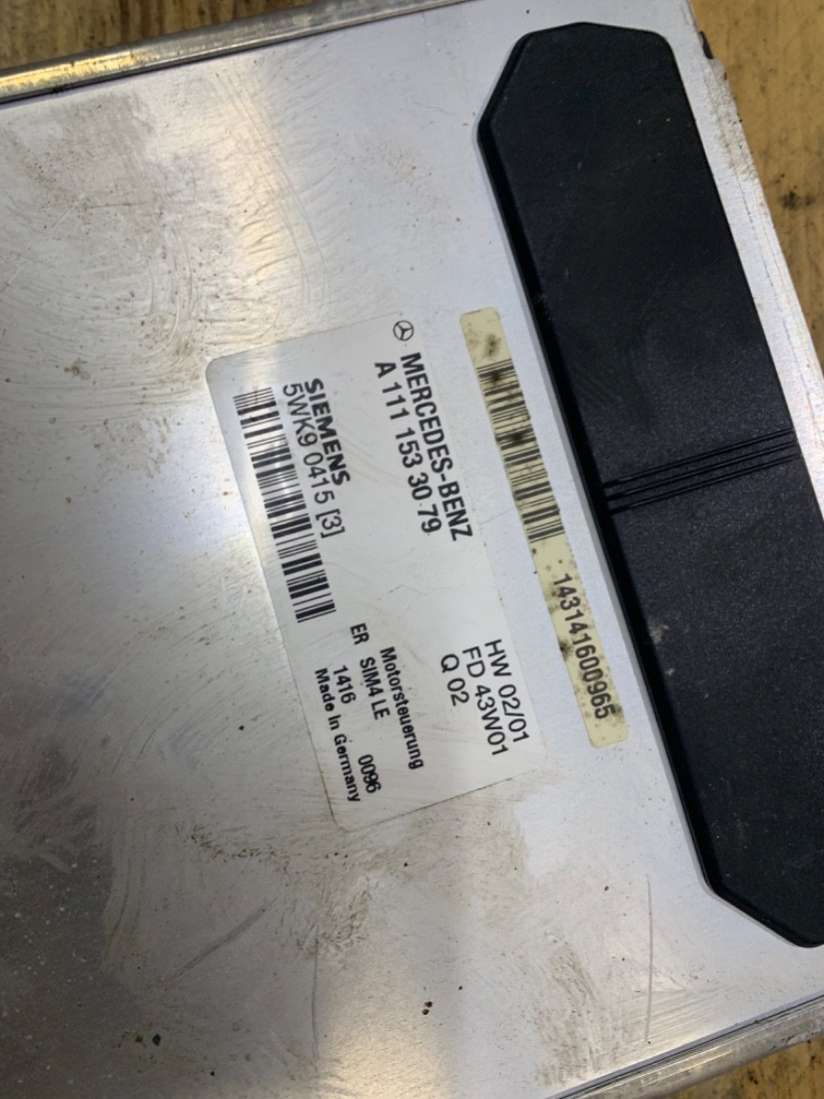 143141600965
MERCEDES-BENZ
A 111 153 30 79
HW 02/01
FD 43W01
Q 02
SIEMENS
5WK9 0415 [3]
Motorsteuerung
ER SIM4 LE
1416 0096
Made In Germany